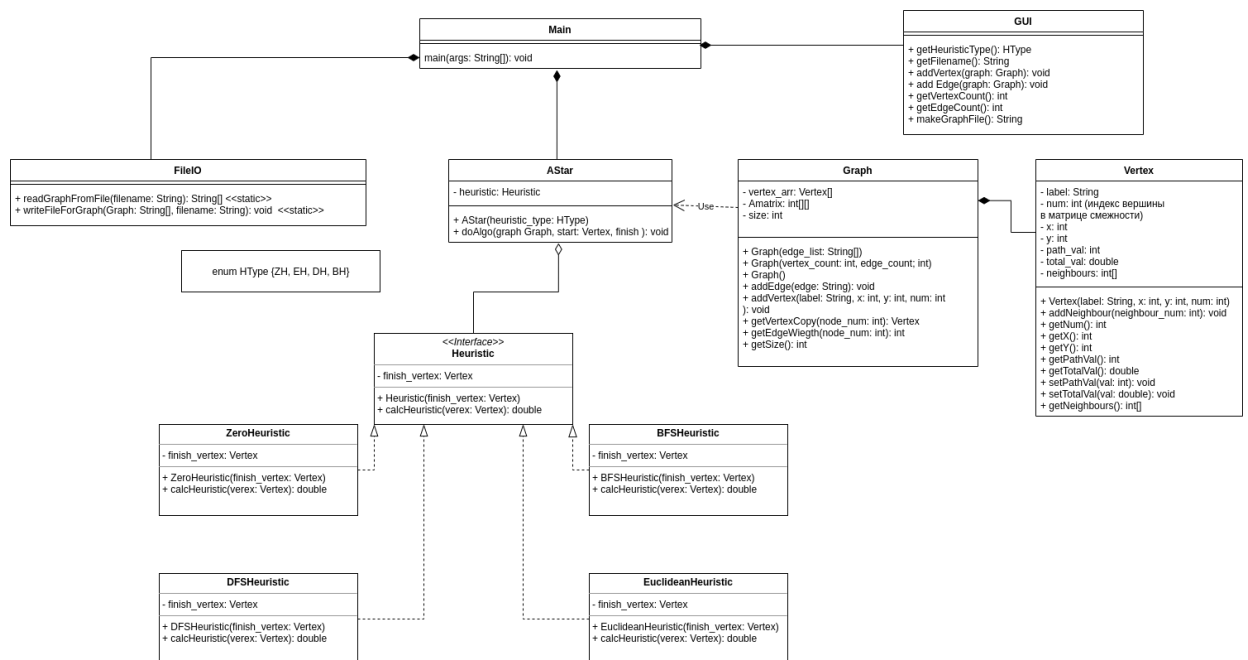 Main
main(args: String[]): void
GUI
+ getHeuristicType(): HType
+ getFilename(): String
+ addVertex(graph: Graph): void
+ add Edge(graph: Graph): void
+ getVertexCount(): int
+ getEdgeCount(): int
+ makeGraphFile(): String
FileIO
+ readGraphFromFile(filename: String): String[] <<static>>
+ writeFileForGraph(Graph: String[], filename: String): void <<static>>
AStar
- heuristic: Heuristic
+ AStar(heuristic_type: HType)
+ doAlgo(graph Graph, start: Vertex, finish ): void
Use
Graph
- vertex_arr: Vertex[]
- Amatrix: int[][]
- size: int
+ Graph(edge_list: String[])
+ Graph(vertex_count: int, edge_count; int)
+ Graph()
+ addEdge(edge: String): void
+ addVertex(label: String, x: int, y: int, num: int
): void
+ getVertexCopy(node_num: int): Vertex
+ getEdgeWiegth(node_num: int): int
+ getSize(): int
Vertex
- label: String
- num: int (индекс вершины
в матрице смежности)
- x: int
- y: int
- path_val: int
- total_val: double
- neighbours: int[]
+ Vertex(label: String, x: int, y: int, num: int)
+ addNeighbour(neighbour_num: int): void
+ getNum(): int
+ getX(): int
+ getY(): int
+ getPathVal(): int
+ getTotalVal(): double
+ setPathVal(val: int): void
+ setTotalVal(val: double): void
+ getNeighbours(): int[]
enum HType {ZH, EH, DH, BH}
<<Interface>>
Heuristic
- finish_vertex: Vertex
+ Heuristic(finish_vertex: Vertex)
+ calcHeuristic(verex: Vertex): double
ZeroHeuristic
- finish_vertex: Vertex
+ ZeroHeuristic(finish_vertex: Vertex)
+ calcHeuristic(verex: Vertex): double
BFSHeuristic
- finish_vertex: Vertex
+ BFSHeuristic(finish_vertex: Vertex)
+ calcHeuristic(verex: Vertex): double
DFSHeuristic
- finish_vertex: Vertex
+ DFSHeuristic(finish_vertex: Vertex)
+ calcHeuristic(verex: Vertex): double
EuclideanHeuristic
- finish_vertex: Vertex
+ EuclideanHeuristic(finish_vertex: Vertex)
+ calcHeuristic(verex: Vertex): double